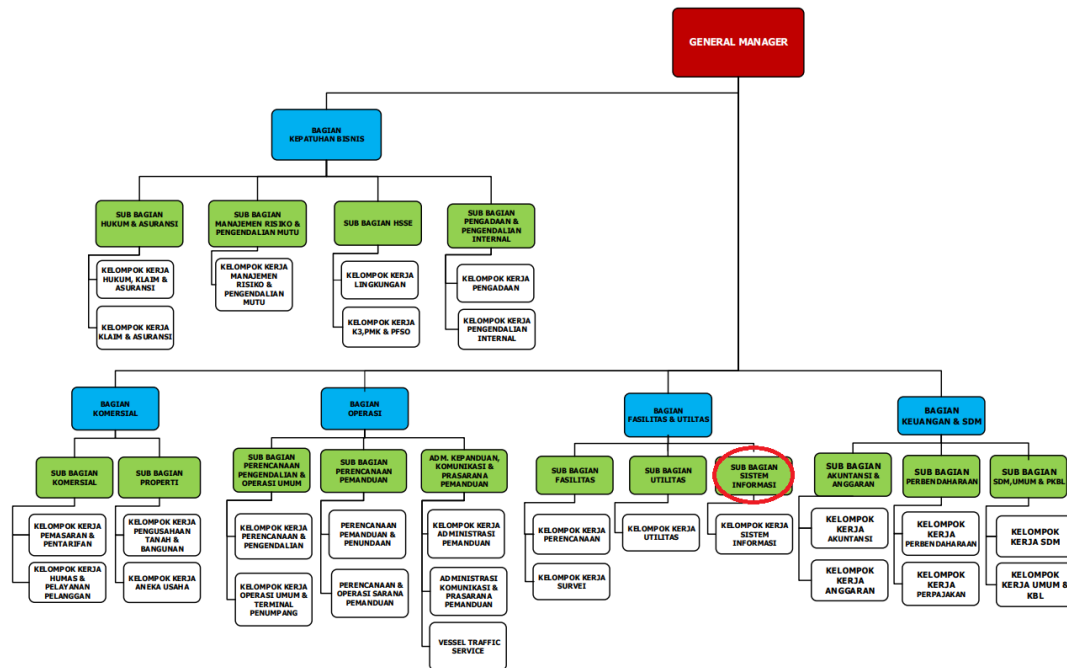 GENERAL MANAGER
BAGIAN
KEPATUHAN BISNIS
SUB BAGIAN
HUKUM & ASURANSI
SUB BAGIAN
MANAJEMEN RISIKO &
PENGENDALIAN MUTU
SUB BAGIAN HSSE
SUB BAGIAN
PENGADAAN &
PENGENDALIAN
INTERNAL
KELOMPOK KERJA
HUKUM, KLAIM &
ASURANSI
KELOMPOK KERJA
MANAJEMEN
RISIKO &
PENGENDALIAN
MUTU
KELOMPOK KERJA
LINGKUNGAN
KELOMPOK KERJA
PENGADAAN
KELOMPOK KERJA
KLAIM & ASURANSI
KELOMPOK KERJA
K3,PMK & PFSO
KELOMPOK KERJA
PENGENDALIAN
INTERNAL
BAGIAN
KOMERSIAL
BAGIAN
OPERASI
BAGIAN
FASILITAS & UTILTAS
BAGIAN
KEUANGAN & SDM
SUB BAGIAN
KOMERSIAL
SUB BAGIAN
PROPERTI
SUB BAGIAN
PERENCANAAN
PENGENDALIAN &
OPERASI UMUM
SUB BAGIAN
PERENCANAAN
PEMANDUAN
ADM. KEPANDUAN,
KOMUNIKASI &
PRASARANA
PEMANDUAN
SUB BAGIAN
FASILITAS
SUB BAGIAN
UTILITAS
SUB BAGIAN
SISTEM
INFORMASI
SUB BAGIAN
AKUNTANSI &
ANGGARAN
SUB BAGIAN
PERBENDAHARAAN
SUB BAGIAN
SDM,UMUM & PKBL
KELOMPOK KERJA
PEMASARAN &
PENTARIFAN
KELOMPOK KERJA
PENGUSAHAAN
TANAH &
BANGUNAN
KELOMPOK KERJA
PERENCANAAN &
PENGENDALIAN
PERENCANAAN
PEMANDUAN &
PENUNDAAN
KELOMPOK KERJA
ADMINISTRASI
PEMANDUAN
KELOMPOK KERJA
PERENCANAAN
KELOMPOK KERJA
UTILITAS
KELOMPOK KERJA
SISTEM
INFORMASI
KELOMPOK
KERJA
AKUNTANSI
KELOMPOK
KERJA
PERBENDAHARAAN
KELOMPOK
KERJA SDM
KELOMPOK KERJA
HUMAS &
PELAYANAN
PELANGGAN
KELOMPOK KERJA
ANEKA USAHA
KELOMPOK KERJA
OPERASI UMUM &
TERMINAL
PENUMPANG
PERENCANAAN &
OPERASI SARANA
PEMANDUAN
ADMINISTRASI
KOMUNIKASI &
PRASARANA
PEMANDUAN
KELOMPOK KERJA
SURVEI
KELOMPOK
KERJA
ANGGARAN
KELOMPOK
KERJA
PERPAJAKAN
KELOMPOK
KERJA UMUM &
KBL
VESSEL TRAFFIC
SERVICE